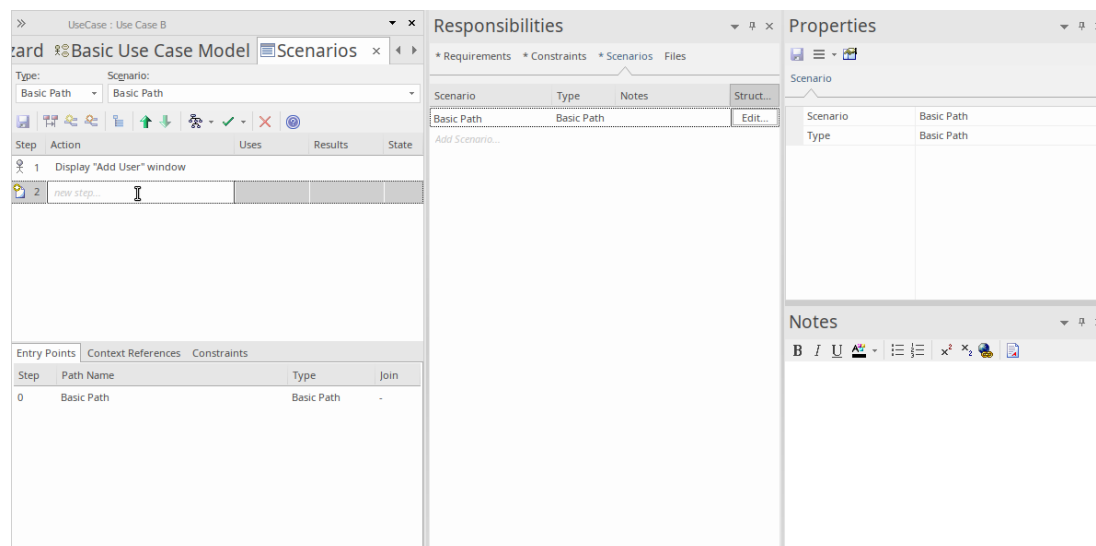 UseCase : Use Case B
zard Basic Use Case Model Scenarios
Type: Scenario:
Basic Path Basic Path
Step Action Uses Results State
1 Display "Add User" window
2 new step...
Entry Points Context References Constraints
Step Path Name Type Join
0 Basic Path Basic Path -
Responsibilities
* Requirements * Constraints * Scenarios Files
Scenario Type Notes Struct...
Basic Path Basic Path Edit...
Add Scenario...
Properties
Scenario
Scenario Basic Path
Type Basic Path
Notes
B I U A x² x₂